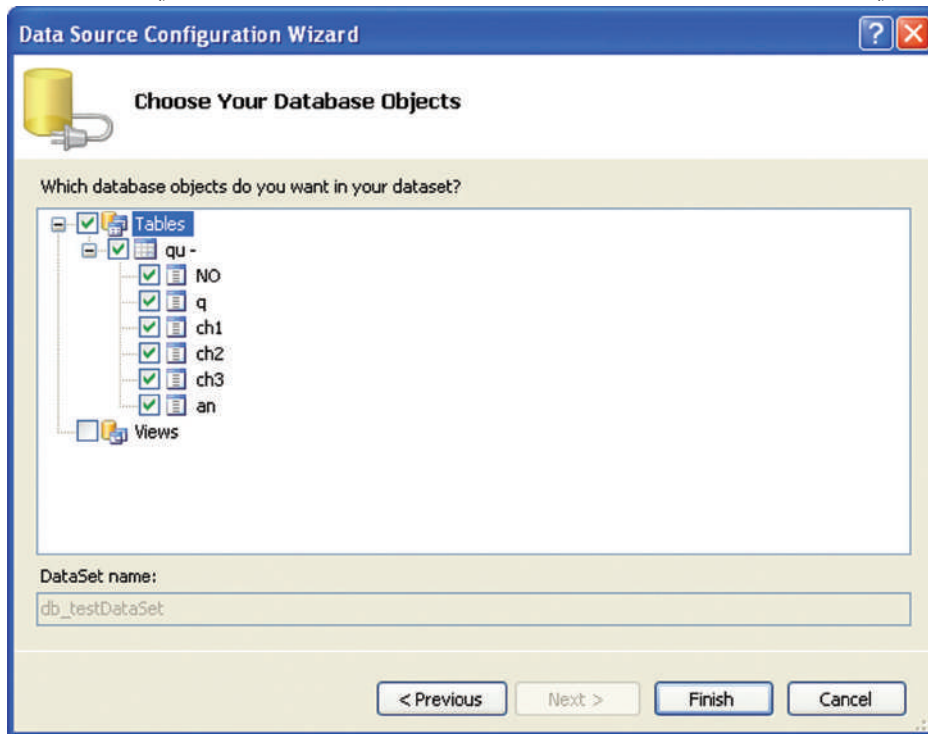 Data Source Configuration Wizard
Choose Your Database Objects
Which database objects do you want in your dataset?
Tables
qu -
NO
q
ch1
ch2
ch3
an
Views
DataSet name:
db_testDataSet
< Previous Next > Finish Cancel